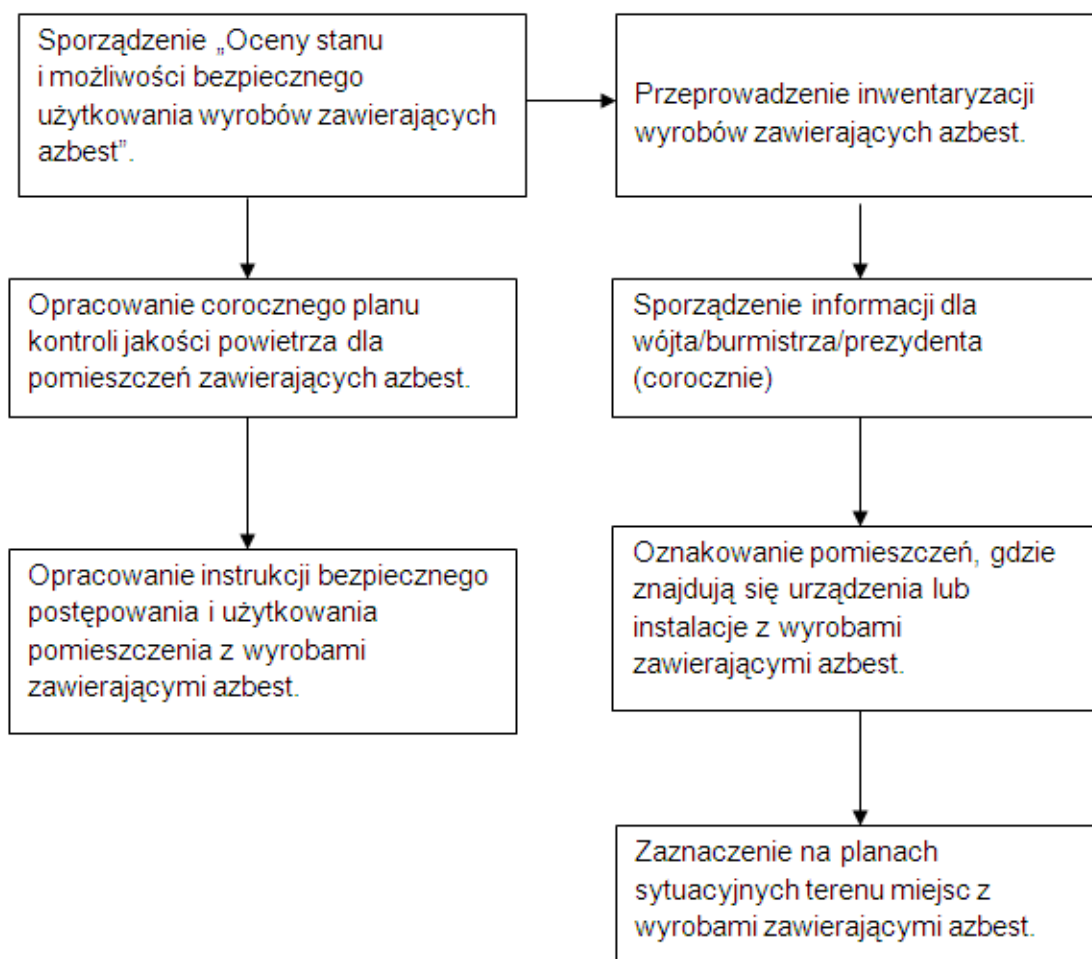 Sporządzenie „Oceny stanu
i możliwości bezpiecznego
użytkowania wyrobów zawierających
azbest”.
Przeprowadzenie inwentaryzacji
wyrobów zawierających azbest.
Opracowanie corocznego planu
kontroli jakości powietrza dla
pomieszczeń zawierających azbest.
Sporządzenie informacji dla
wójta/burmistrza/prezydenta
(corocznie)
Opracowanie instrukcji bezpiecznego
postępowania i użytkowania
pomieszczenia z wyrobami
zawierającymi azbest.
Oznakowanie pomieszczeń, gdzie
znajdują się urządzenia lub
instalacje z wyrobami
zawierającymi azbest.
Zaznaczenie na planach
sytuacyjnych terenu miejsc z
wyrobami zawierającymi azbest.